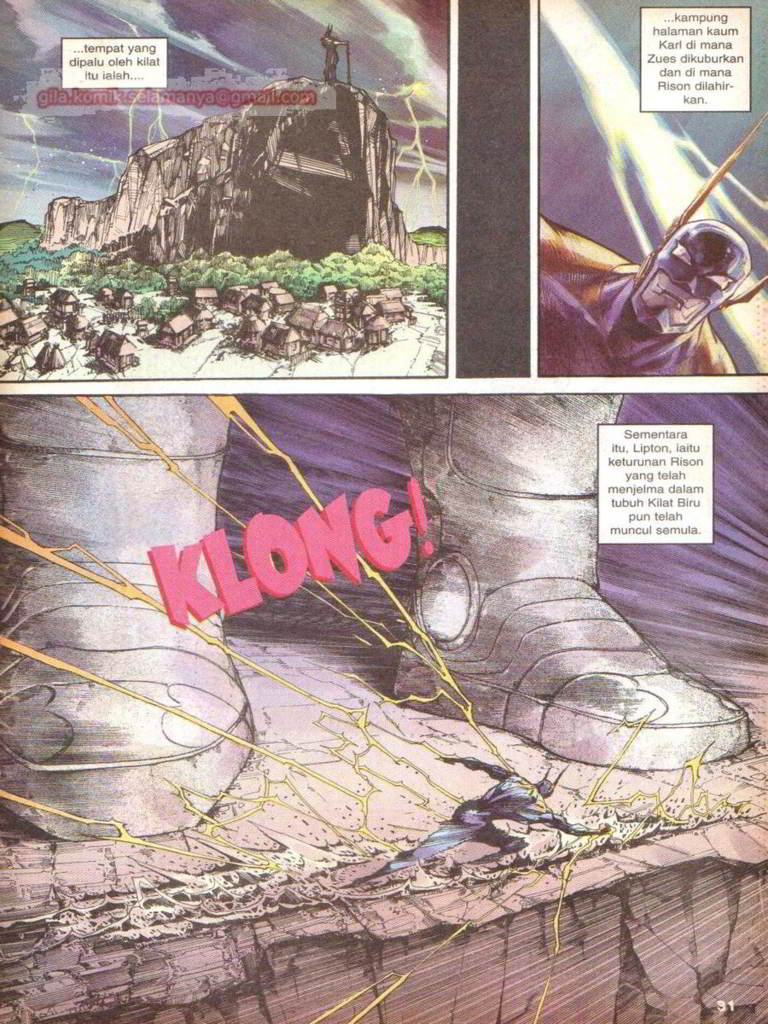 ...tempat yang
dipalu oleh kilat
itu ialah....
gila.komik.selamanya@gmail.com
...kampung
halaman kaum
Karl di mana
Zues dikuburkan
dan di mana
Rison dilahir-
kan.
Sementara
itu, Lipton, iaitu
keturunan Rison
yang telah
menjelma dalam
tubuh Kilat Biru
pun telah
muncul semula.
KLONG!
31